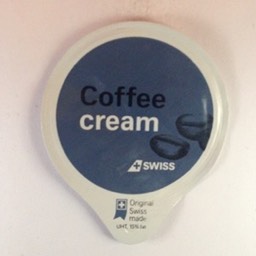 Coffee
cream
SWISS
Original
Swiss
made
UHT, 15% fat